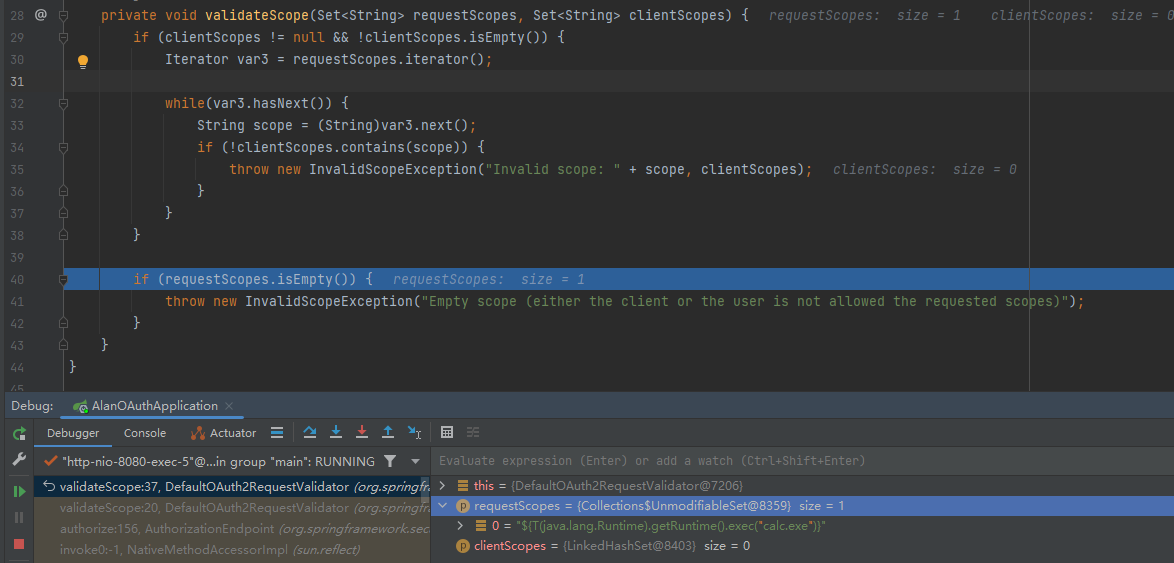 28 @ private void validateScope(Set<String> requestScopes, Set<String> clientScopes) { requestScopes: size = 1 clientScopes: size = 0
29 if (clientScopes != null && !clientScopes.isEmpty()) {
30 Iterator var3 = requestScopes.iterator();
31
32 while(var3.hasNext()) {
33 String scope = (String)var3.next();
34 if (!clientScopes.contains(scope)) {
35 throw new InvalidScopeException("Invalid scope: " + scope, clientScopes); clientScopes: size = 0
36 }
37 }
38 }
39
40 if (requestScopes.isEmpty()) { requestScopes: size = 1
41 throw new InvalidScopeException("Empty scope (either the client or the user is not allowed the requested scopes)");
42 }
43 }
44 }
45
Debug: AlanOAuthApplication
Debugger Console Actuator
"http-nio-8080-exec-5"@...in group "main": RUNNING
Evaluate expression (Enter) or add a watch (Ctrl+Shift+Enter)
validateScope:37, DefaultOAuth2RequestValidator (org.springfr
validateScope:20, DefaultOAuth2RequestValidator (org.springfr
authorize:156, AuthorizationEndpoint (org.springframework.sec
invoke0:-1, NativeMethodAccessorImpl (sun.reflect)
this = {DefaultOAuth2RequestValidator@7206}
requestScopes = {Collections$UnmodifiableSet@8359} size = 1
0 = "${T(java.lang.Runtime).getRuntime().exec("calc.exe")}"
clientScopes = {LinkedHashSet@8403} size = 0